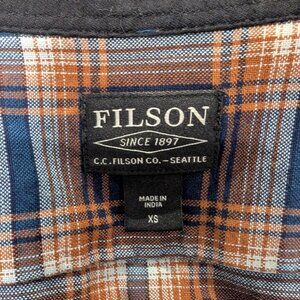 FILSON
SINCE 1897
C.C. FILSON CO. – SEATTLE
MADE IN
INDIA
XS